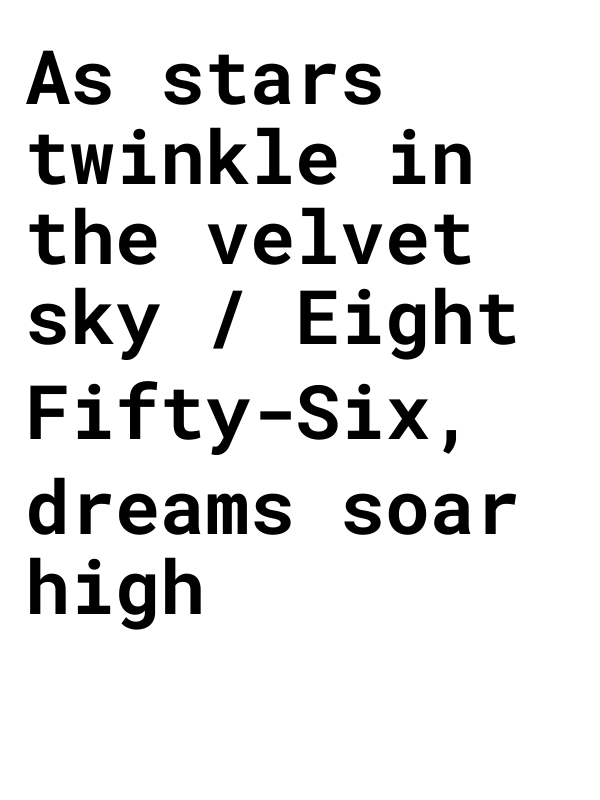 As stars
twinkle in
the velvet
sky / Eight
Fifty-Six,
dreams soar
high